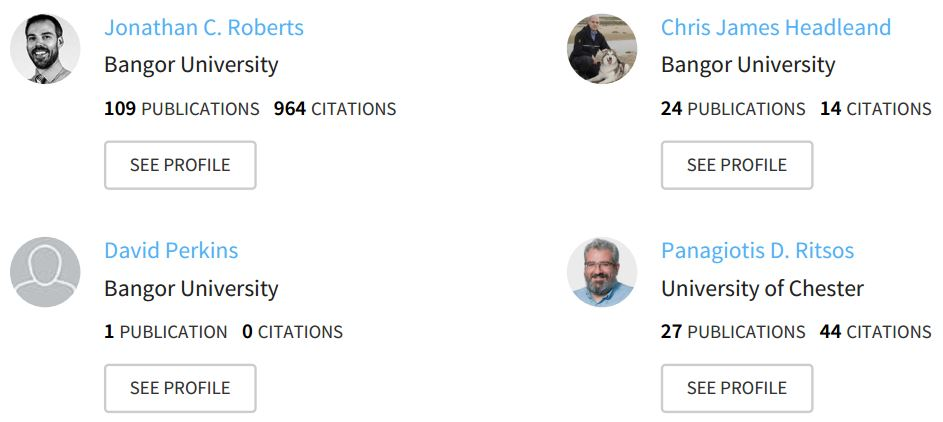 Jonathan C. Roberts
Bangor University
109 PUBLICATIONS 964 CITATIONS
SEE PROFILE
Chris James Headleand
Bangor University
24 PUBLICATIONS 14 CITATIONS
SEE PROFILE
David Perkins
Bangor University
1 PUBLICATION 0 CITATIONS
SEE PROFILE
Panagiotis D. Ritsos
University of Chester
27 PUBLICATIONS 44 CITATIONS
SEE PROFILE